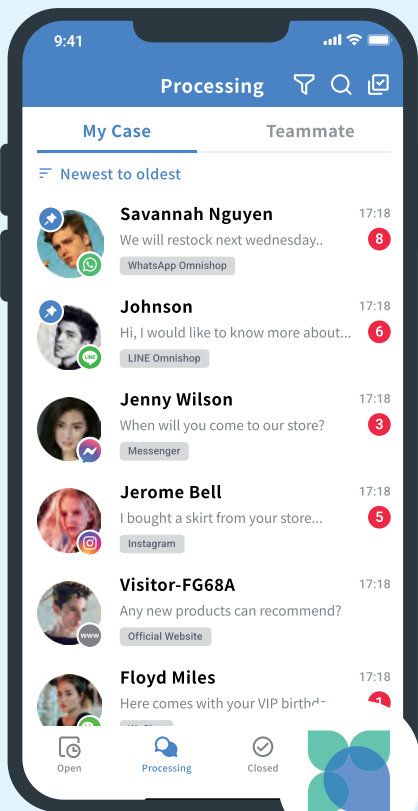 9:41
Processing
My Case
Teammate
Newest to oldest
Savannah Nguyen
17:18
We will restock next wednesday..
8
WhatsApp Omnishop
Johnson
17:18
Hi, I would like to know more about...
6
LINE
LINE Omnishop
Jenny Wilson
17:18
When will you come to our store?
3
Messenger
Jerome Bell
17:18
I bought a skirt from your store...
5
Instagram
Visitor-FG68A
17:18
Any new products can recommend?
www
Official Website
Floyd Miles
17:18
Here comes with your VIP
1
Open
Processing
Closed